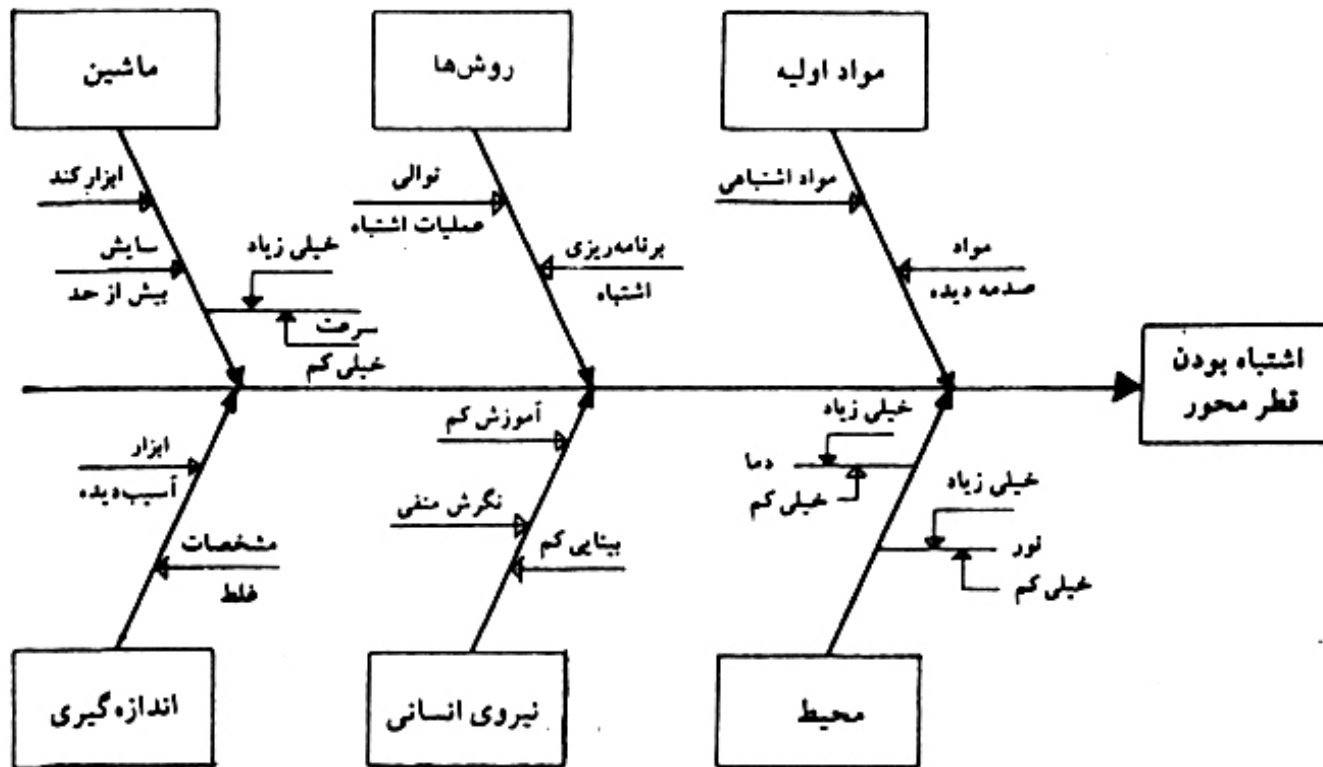 مواد اولیه
روش‌ها
ماشین
مواد اشتباهی
مواد
صدمه دیده
توالی
عملیات اشتباه
برنامه‌ریزی
اشتباه
ابزار کند
سایش
بیش از حد
خیلی زیاد
سرعت
خیلی کم
اشتباه بودن
قطر محور
خیلی زیاد
دما
خیلی کم
خیلی زیاد
نور
خیلی کم
آموزش کم
نگرش منفی
بینایی کم
ابزار
آسیب‌دیده
مشخصات
غلط
محیط
نیروی انسانی
اندازه‌گیری